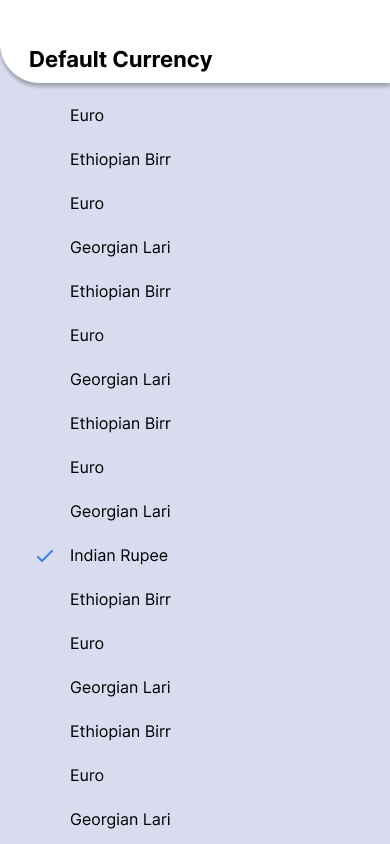 Default Currency
Euro
Ethiopian Birr
Euro
Georgian Lari
Ethiopian Birr
Euro
Georgian Lari
Ethiopian Birr
Euro
Georgian Lari
Indian Rupee
Ethiopian Birr
Euro
Georgian Lari
Ethiopian Birr
Euro
Georgian Lari